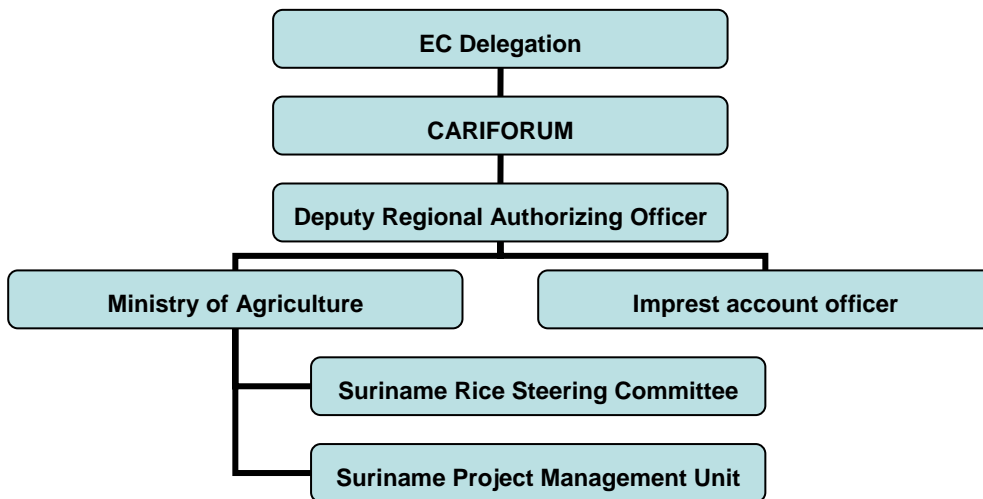 EC Delegation
CARIFORUM
Deputy Regional Authorizing Officer
Ministry of Agriculture
Imprest account officer
Suriname Rice Steering Committee
Suriname Project Management Unit